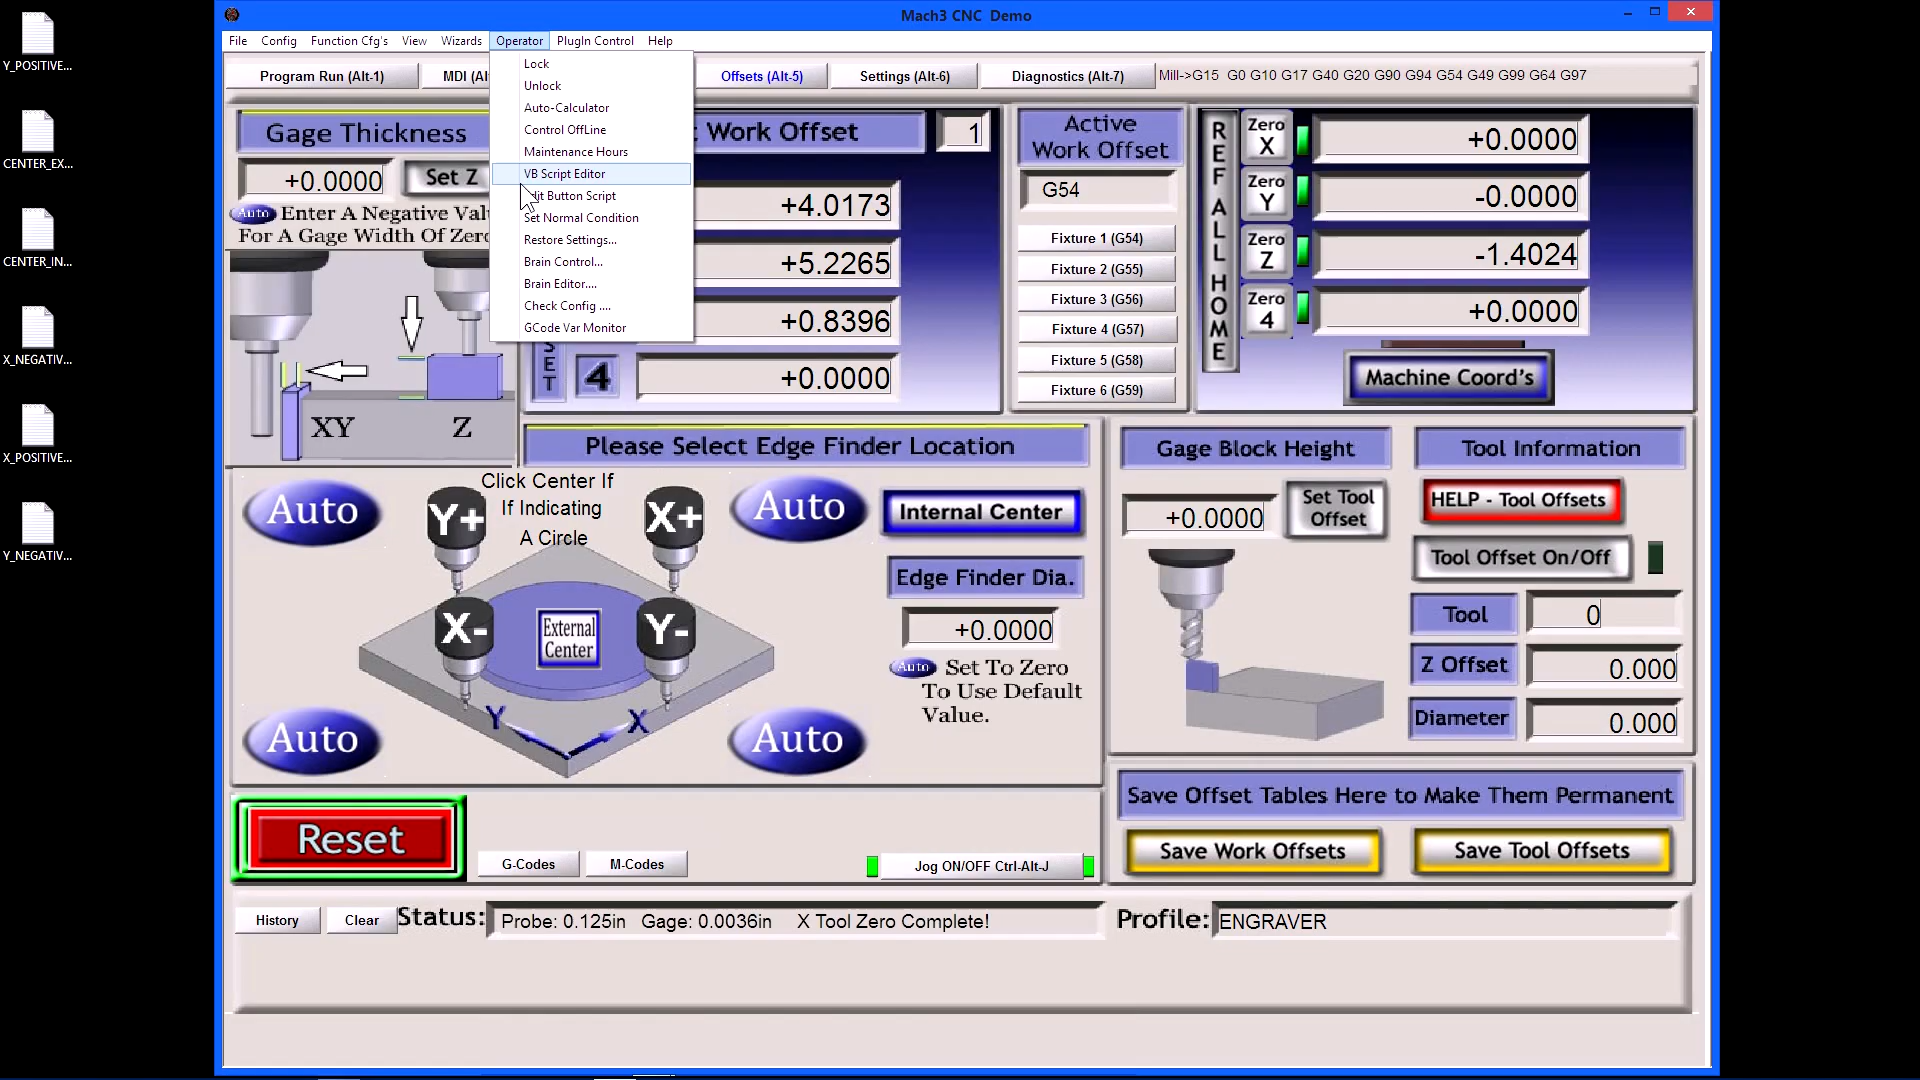 Mach3 CNC Demo
File Config Function Cfg's View Wizards Operator PlugIn Control Help
Program Run (Alt-1) MDI (Al Offsets (Alt-5) Settings (Alt-6) Diagnostics (Alt-7) Mill->G15 G0 G10 G17 G40 G20 G90 G94 G54 G49 G99 G64 G97
Y_POSITIVE...
CENTER_EX...
CENTER_IN...
X_NEGATIV...
X_POSITIVE...
Y_NEGATIV...
Lock
Unlock
Auto-Calculator
Control OffLine
Maintenance Hours
VB Script Editor
dit Button Script
Set Normal Condition
Restore Settings...
Brain Control...
Brain Editor....
Check Config ....
GCode Var Monitor
Gage Thickness
+0.0000 Set Z
Auto Enter A Negative Val
For A Gage Width Of Zero
XY Z
Work Offset 1
+4.0173
+5.2265
+0.8396
SET 4 +0.0000
Active
Work Offset
G54
Fixture 1 (G54)
Fixture 2 (G55)
Fixture 3 (G56)
Fixture 4 (G57)
Fixture 5 (G58)
Fixture 6 (G59)
REF ALL HOME
Zero X +0.0000
Zero Y -0.0000
Zero Z -1.4024
Zero 4 +0.0000
Machine Coord's
Please Select Edge Finder Location
Click Center If
If Indicating
A Circle
Auto
Y+
X+
Auto
X-
Y-
External
Center
Y X
Auto
Auto
Internal Center
Edge Finder Dia.
+0.0000
Auto Set To Zero
To Use Default
Value.
Gage Block Height
+0.0000
Set Tool
Offset
Tool Information
HELP - Tool Offsets
Tool Offset On/Off
Tool 0
Z Offset 0.000
Diameter 0.000
Save Offset Tables Here to Make Them Permanent
Save Work Offsets Save Tool Offsets
Reset
G-Codes M-Codes Jog ON/OFF Ctrl-Alt-J
History Clear Status: Probe: 0.125in Gage: 0.0036in X Tool Zero Complete! Profile: ENGRAVER